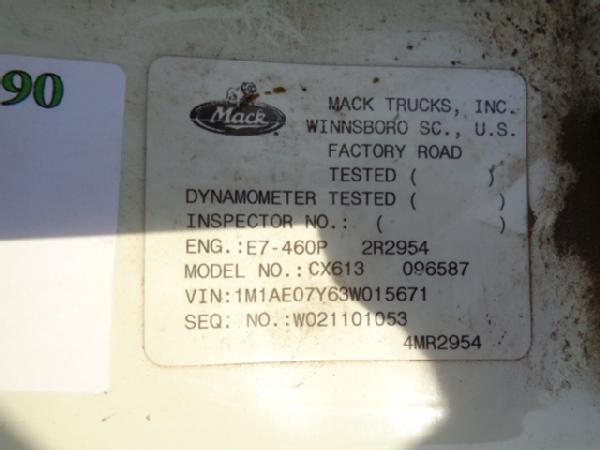 90
Mack
MACK TRUCKS, INC.
WINNSBORO SC., U.S.
FACTORY ROAD
TESTED ( )
DYNAMOMETER TESTED ( )
INSPECTOR NO.: ( )
ENG.:E7-460P 2R2954
MODEL NO.:CX613 096587
VIN:1M1AE07Y63W015671
SEQ. NO.:W021101053
4MR2954